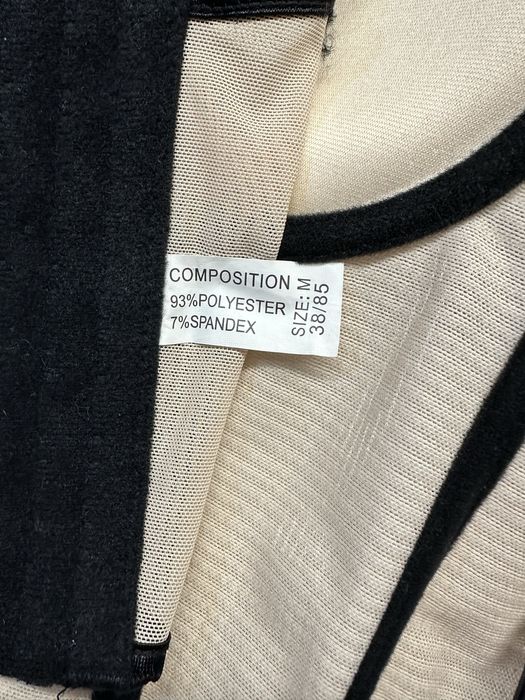 COMPOSITION
93%POLYESTER
7%SPANDEX
SIZE: M
38/85